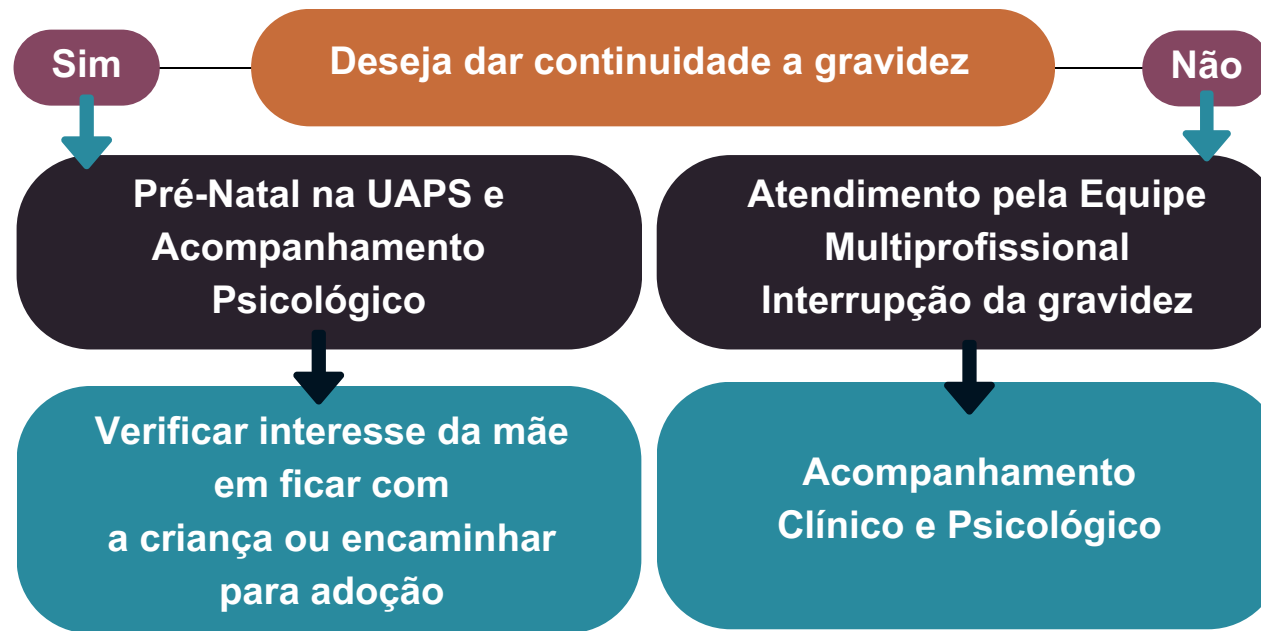 Sim
Deseja dar continuidade a gravidez
Não
Pré-Natal na UAPS e
Acompanhamento
Psicológico
Atendimento pela Equipe
Multiprofissional
Interrupção da gravidez
Verificar interesse da mãe
em ficar com
a criança ou encaminhar
para adoção
Acompanhamento
Clínico e Psicológico